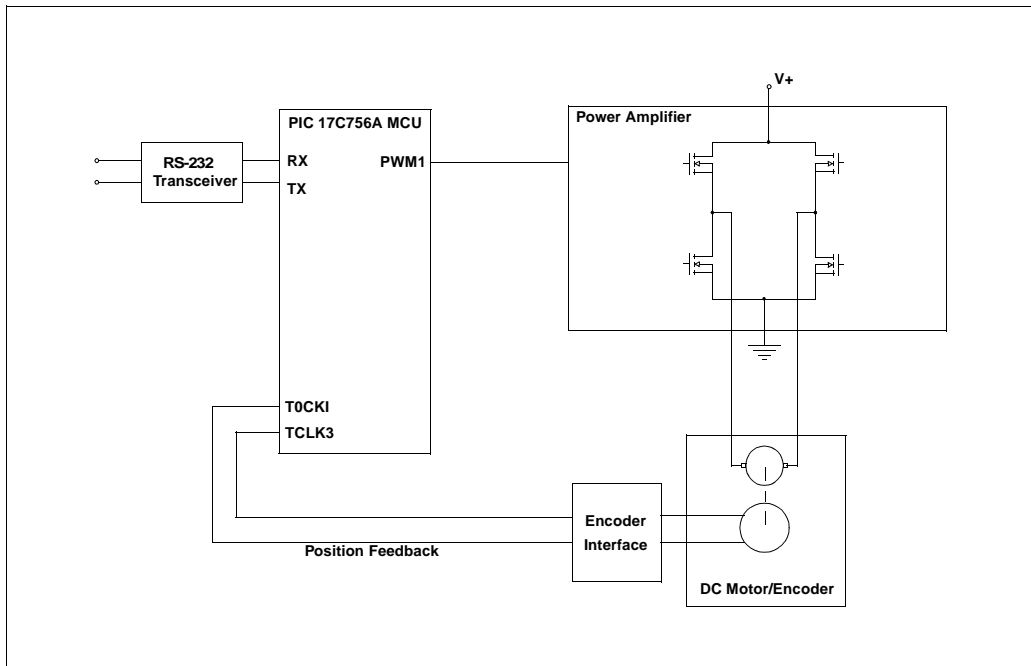 V+
PIC 17C756A MCU
Power Amplifier
RS-232
Transceiver
RX
PWM1
TX
T0CKI
TCLK3
Encoder
Interface
Position Feedback
DC Motor/Encoder